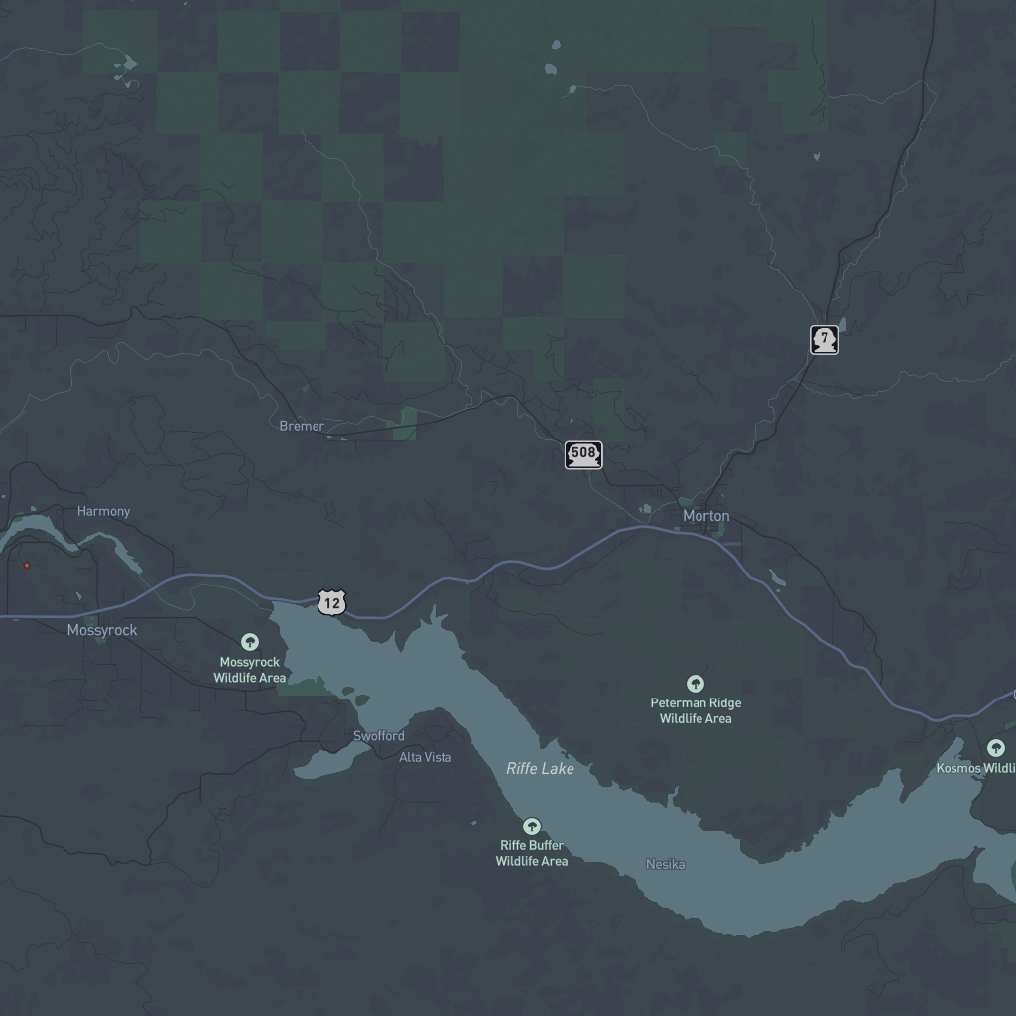 7
Bremer
508
Harmony
Morton
12
Mossyrock
Mossyrock
Wildlife Area
Peterman Ridge
Wildlife Area
Swofford
Alta Vista
Riffe Lake
Kosmos Wildli
Riffe Buffer
Wildlife Area
Nesika